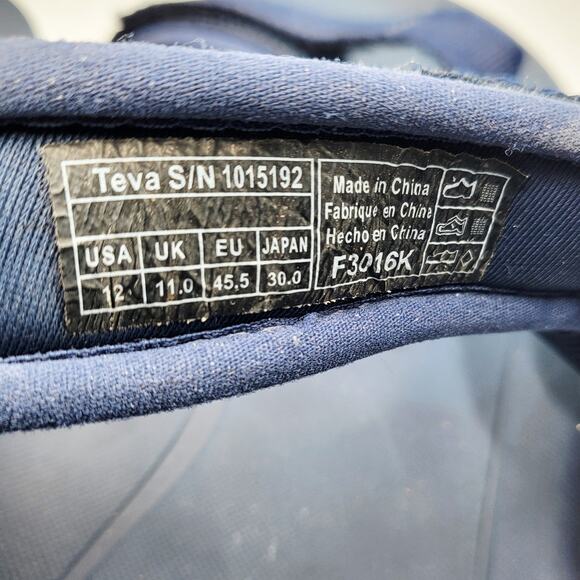 Teva S/N 1015192
USA UK EU JAPAN
12 11.0 45.5 30.0
Made in China
Fabrique en Chine
Hecho en China
F3016K